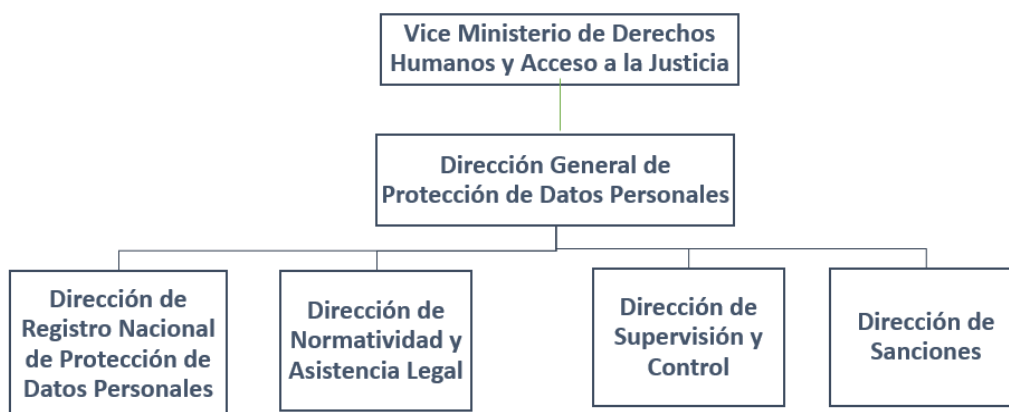 Vice Ministerio de Derechos
Humanos y Acceso a la Justicia
Dirección General de
Protección de Datos Personales
Dirección de
Registro Nacional
de Protección de
Datos Personales
Dirección de
Normatividad y
Asistencia Legal
Dirección de
Supervisión y
Control
Dirección de
Sanciones